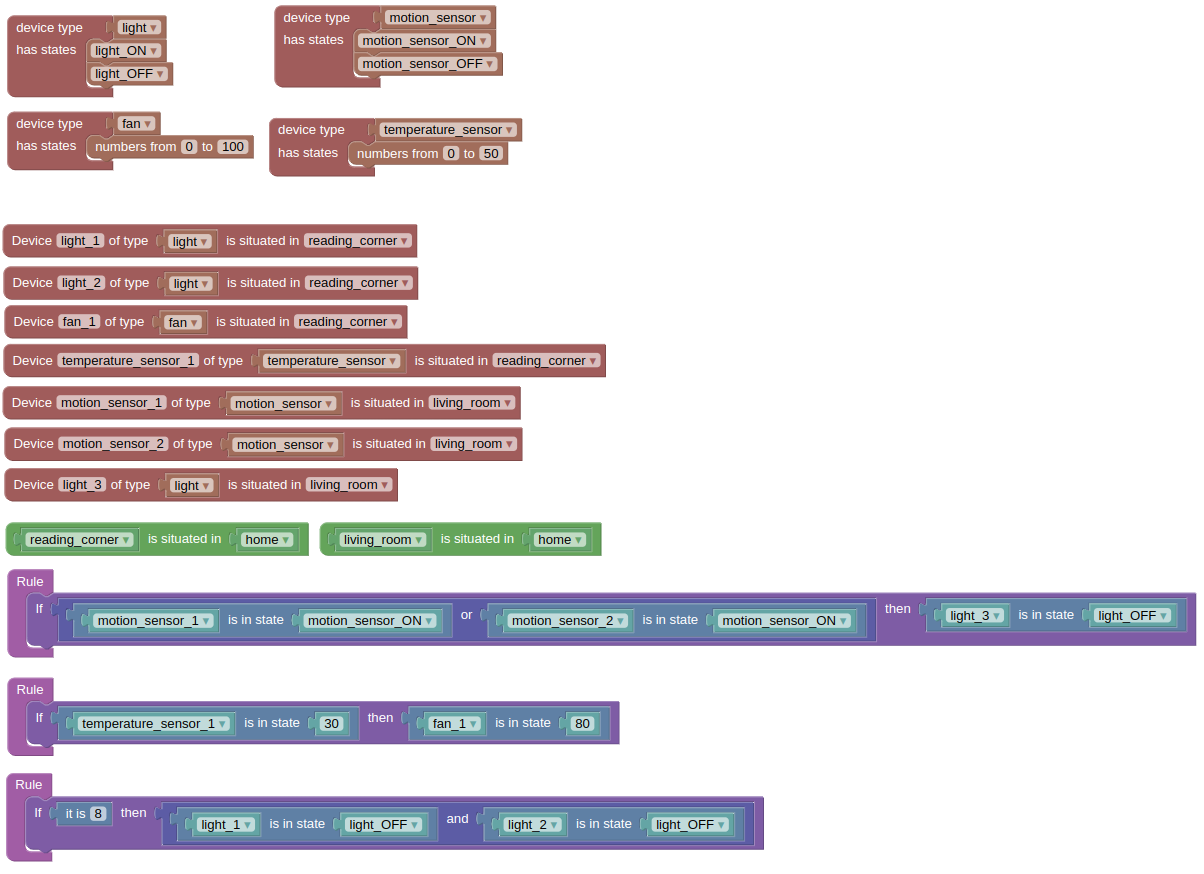 device type light
has states light_ON
light_OFF
device type motion_sensor
has states motion_sensor_ON
motion_sensor_OFF
device type fan
has states numbers from 0 to 100
device type temperature_sensor
has states numbers from 0 to 50
Device light_1 of type light is situated in reading_corner
Device light_2 of type light is situated in reading_corner
Device fan_1 of type fan is situated in reading_corner
Device temperature_sensor_1 of type temperature_sensor is situated in reading_corner
Device motion_sensor_1 of type motion_sensor is situated in living_room
Device motion_sensor_2 of type motion_sensor is situated in living_room
Device light_3 of type light is situated in living_room
reading_corner is situated in home
living_room is situated in home
Rule
If motion_sensor_1 is in state motion_sensor_ON or motion_sensor_2 is in state motion_sensor_ON then light_3 is in state light_OFF
Rule
If temperature_sensor_1 is in state 30 then fan_1 is in state 80
Rule
If it is 8 then light_1 is in state light_OFF and light_2 is in state light_OFF